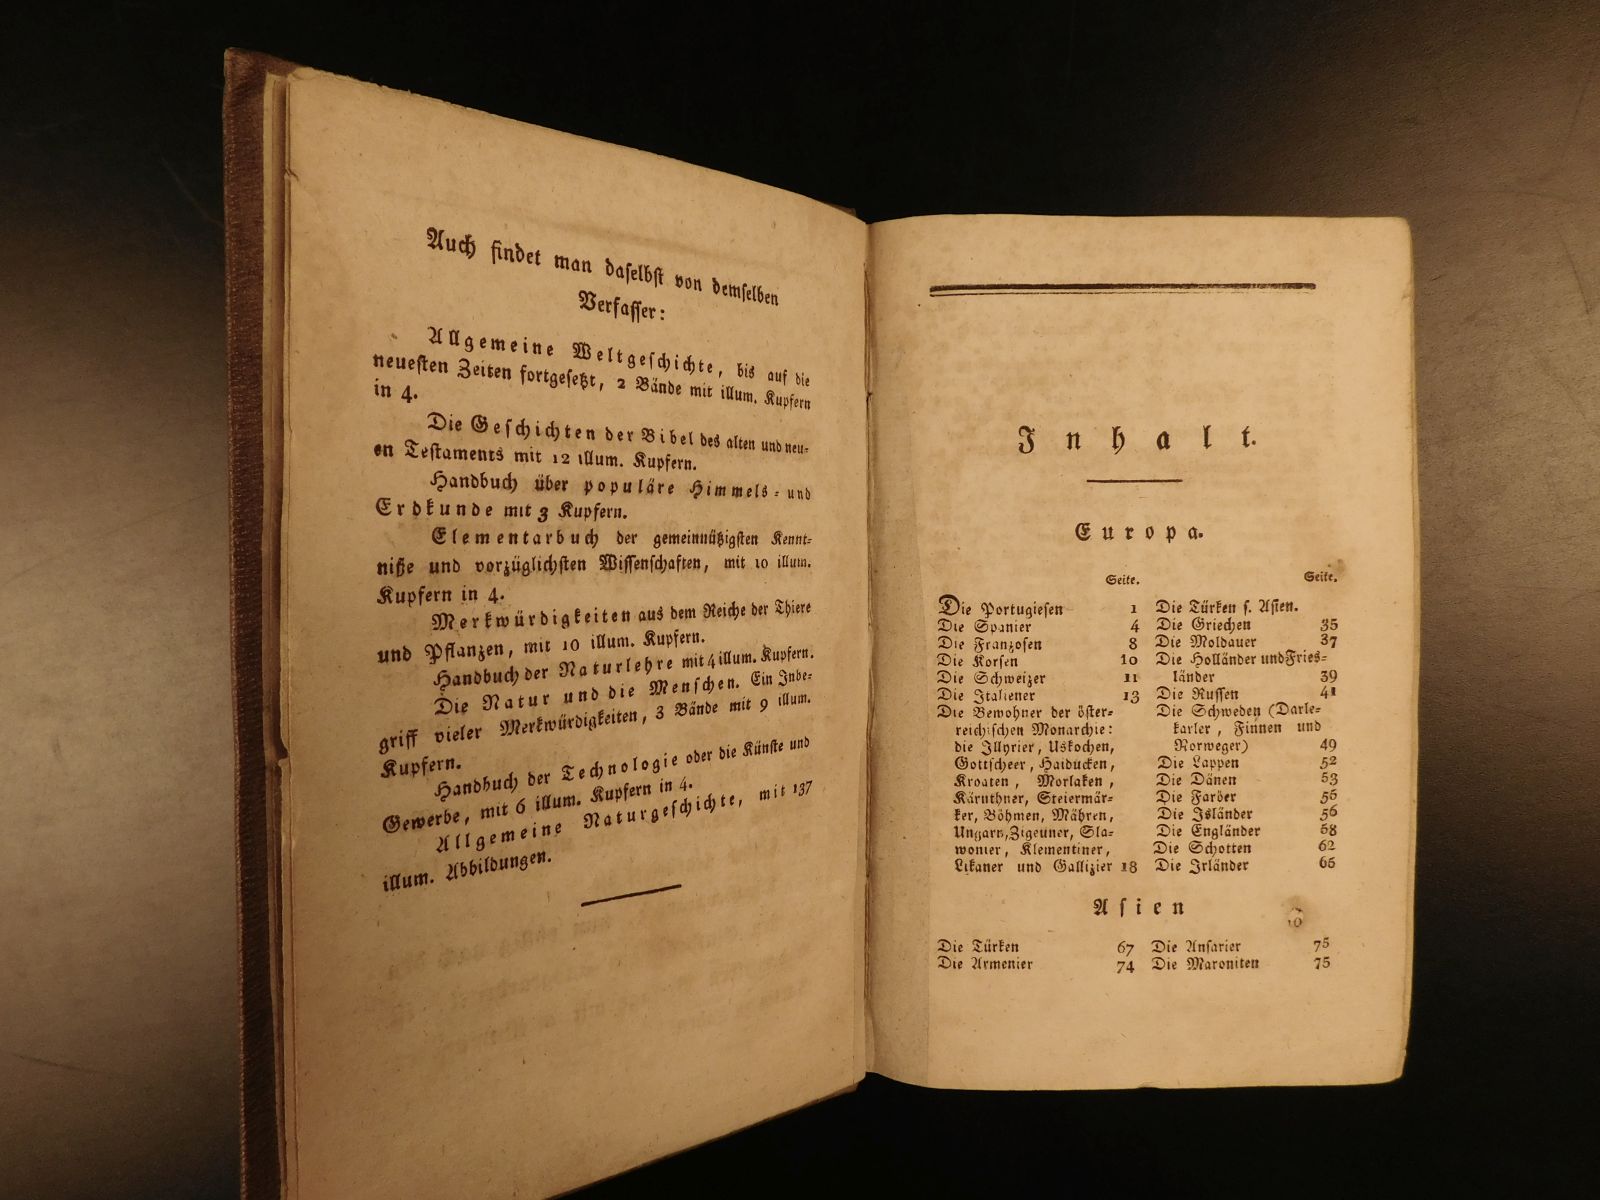 Auch findet man daſelbſt von demſelben
Verfaſſer:
Allgemeine Weltgeſchichte, bis auf die
neueſten Zeiten fortgeſetzt, 2 Bände mit illum. Kupfern
in 4.
Die Geſchichten der Bibel des alten und neu-
en Teſtaments mit 12 illum. Kupfern.
Handbuch über populäre Himmels- und
Erdkunde mit 3 Kupfern.
Elementarbuch der gemeinnützigſten Kennt-
niße und vorzüglichſten Wiſſenſchaften, mit 10 illum.
Kupfern in 4.
Merkwürdigkeiten aus dem Reiche der Thiere
und Pflanzen, mit 10 illum. Kupfern.
Handbuch der Naturlehre mit 4 illum. Kupfern.
Die Natur und die Menſchen. Ein Inbe-
griff vieler Merkwürdigkeiten, 3 Bände mit 9 illum.
Kupfern.
Handbuch der Technologie oder die Künſte und
Gewerbe, mit 6 illum. Kupfern in 4.
Allgemeine Naturgeſchichte, mit 137
illum. Abbildungen.
Inhalt.
Europa.
Seite.
Die Portugieſen 1
Die Spanier 4
Die Franzoſen 8
Die Korſen 10
Die Schweizer 11
Die Italiener 13
Die Bewohner der öſter-
reichiſchen Monarchie:
die Illyrier, Uskochen,
Gottſcheer, Haiducken,
Kroaten, Morlaken,
Kärnthner, Steiermär-
ker, Böhmen, Mähren,
Ungarn, Zigeuner, Sla-
wonier, Klementiner,
Likaner und Gallizier 18
Seite.
Die Türken ſ. Aſien.
Die Griechen 35
Die Moldauer 37
Die Holländer und Fries-
länder 39
Die Ruſſen 41
Die Schweden (Darle-
karler, Finnen und
Norweger) 49
Die Lappen 52
Die Dänen 53
Die Faröer 55
Die Isländer 56
Die Engländer 58
Die Schotten 62
Die Irländer 65
Aſien
Die Türken 67
Die Armenier 74
Die Anſarier 75
Die Maroniten 75